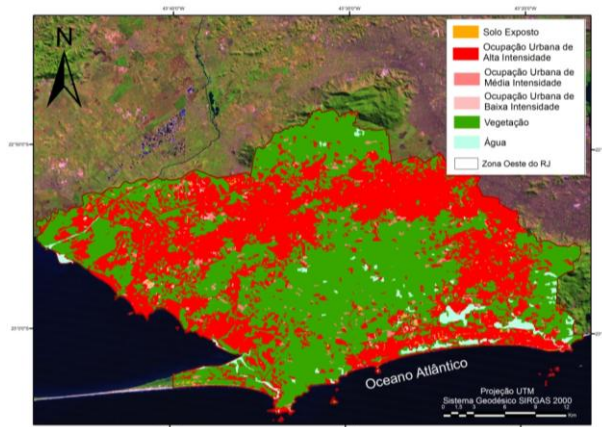 N
Solo Exposto
Ocupação Urbana de
Alta Intensidade
Ocupação Urbana de
Média Intensidade
Ocupação Urbana de
Baixa Intensidade
Vegetação
Água
Zona Oeste do RJ
Oceano Atlântico
Projeção UTM
Sistema Geodésico SIRGAS 2000